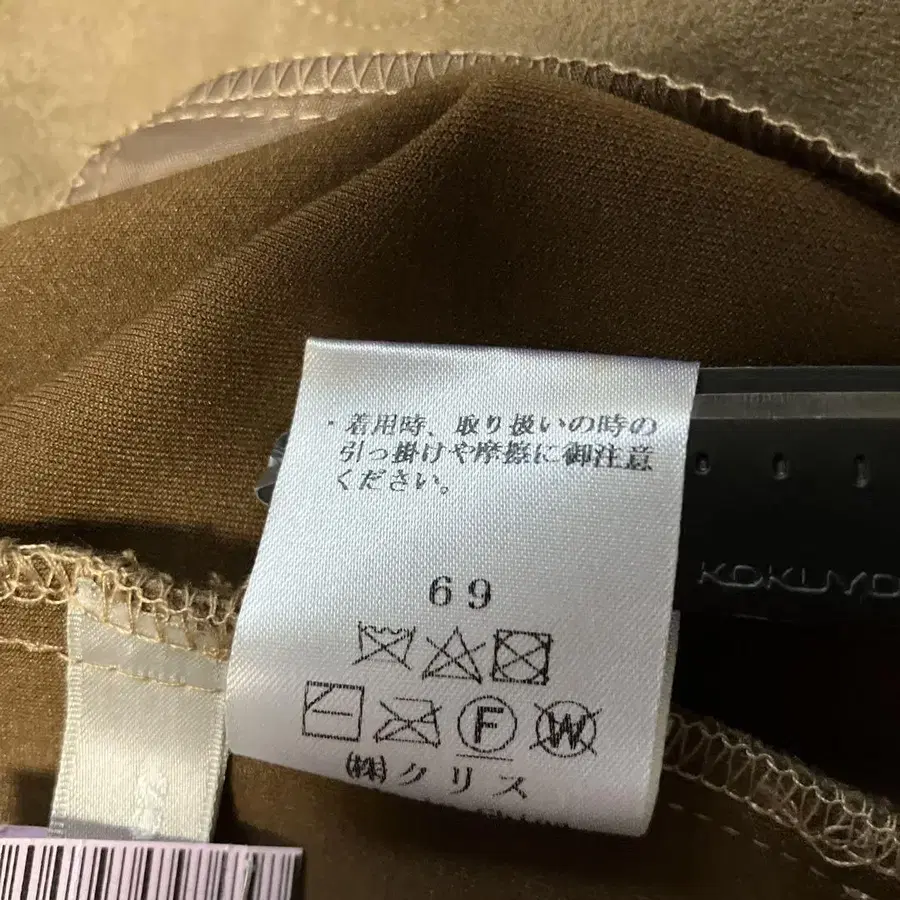 ・着用時、取り扱いの時の
引っ掛けや摩擦に御注意
ください。
KOKUYO
69
F W
㈱クリス